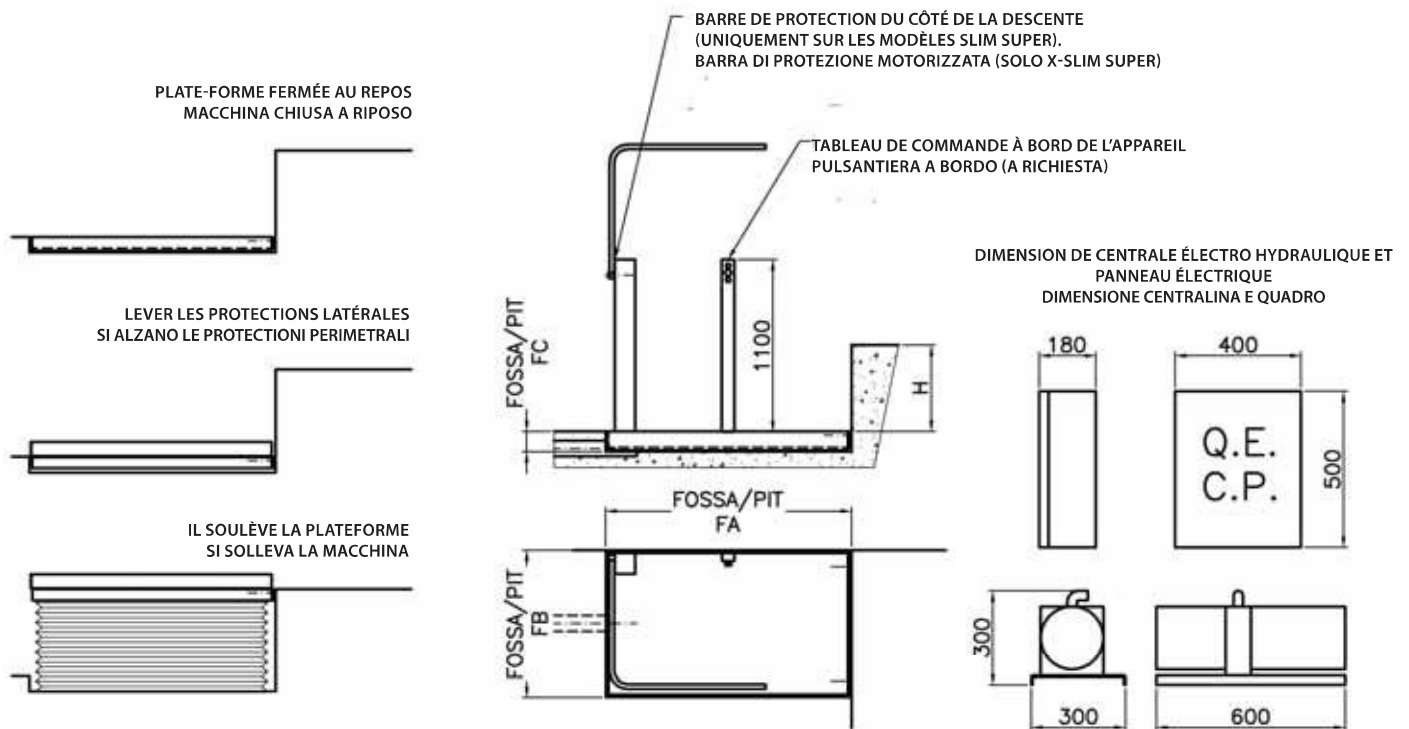 PLATE-FORME FERMÉE AU REPOS
MACCHINA CHIUSA A RIPOSO
LEVER LES PROTECTIONS LATÉRALES
SI ALZANO LE PROTECTIONI PERIMETRALI
IL SOULÈVE LA PLATEFORME
SI SOLLEVA LA MACCHINA
BARRE DE PROTECTION DU CÔTÉ DE LA DESCENTE
(UNIQUEMENT SUR LES MODÈLES SLIM SUPER).
BARRA DI PROTEZIONE MOTORIZZATA (SOLO X-SLIM SUPER)
TABLEAU DE COMMANDE À BORD DE L'APPAREIL
PULSANTIERA A BORDO (A RICHIESTA)
FOSSA/PIT
FC
1100
H
FOSSA/PIT
FA
FOSSA/PIT
FB
DIMENSION DE CENTRALE ÉLECTRO HYDRAULIQUE ET
PANNEAU ÉLECTRIQUE
DIMENSIONE CENTRALINA E QUADRO
180
400
Q.E.
C.P.
500
300
300
600